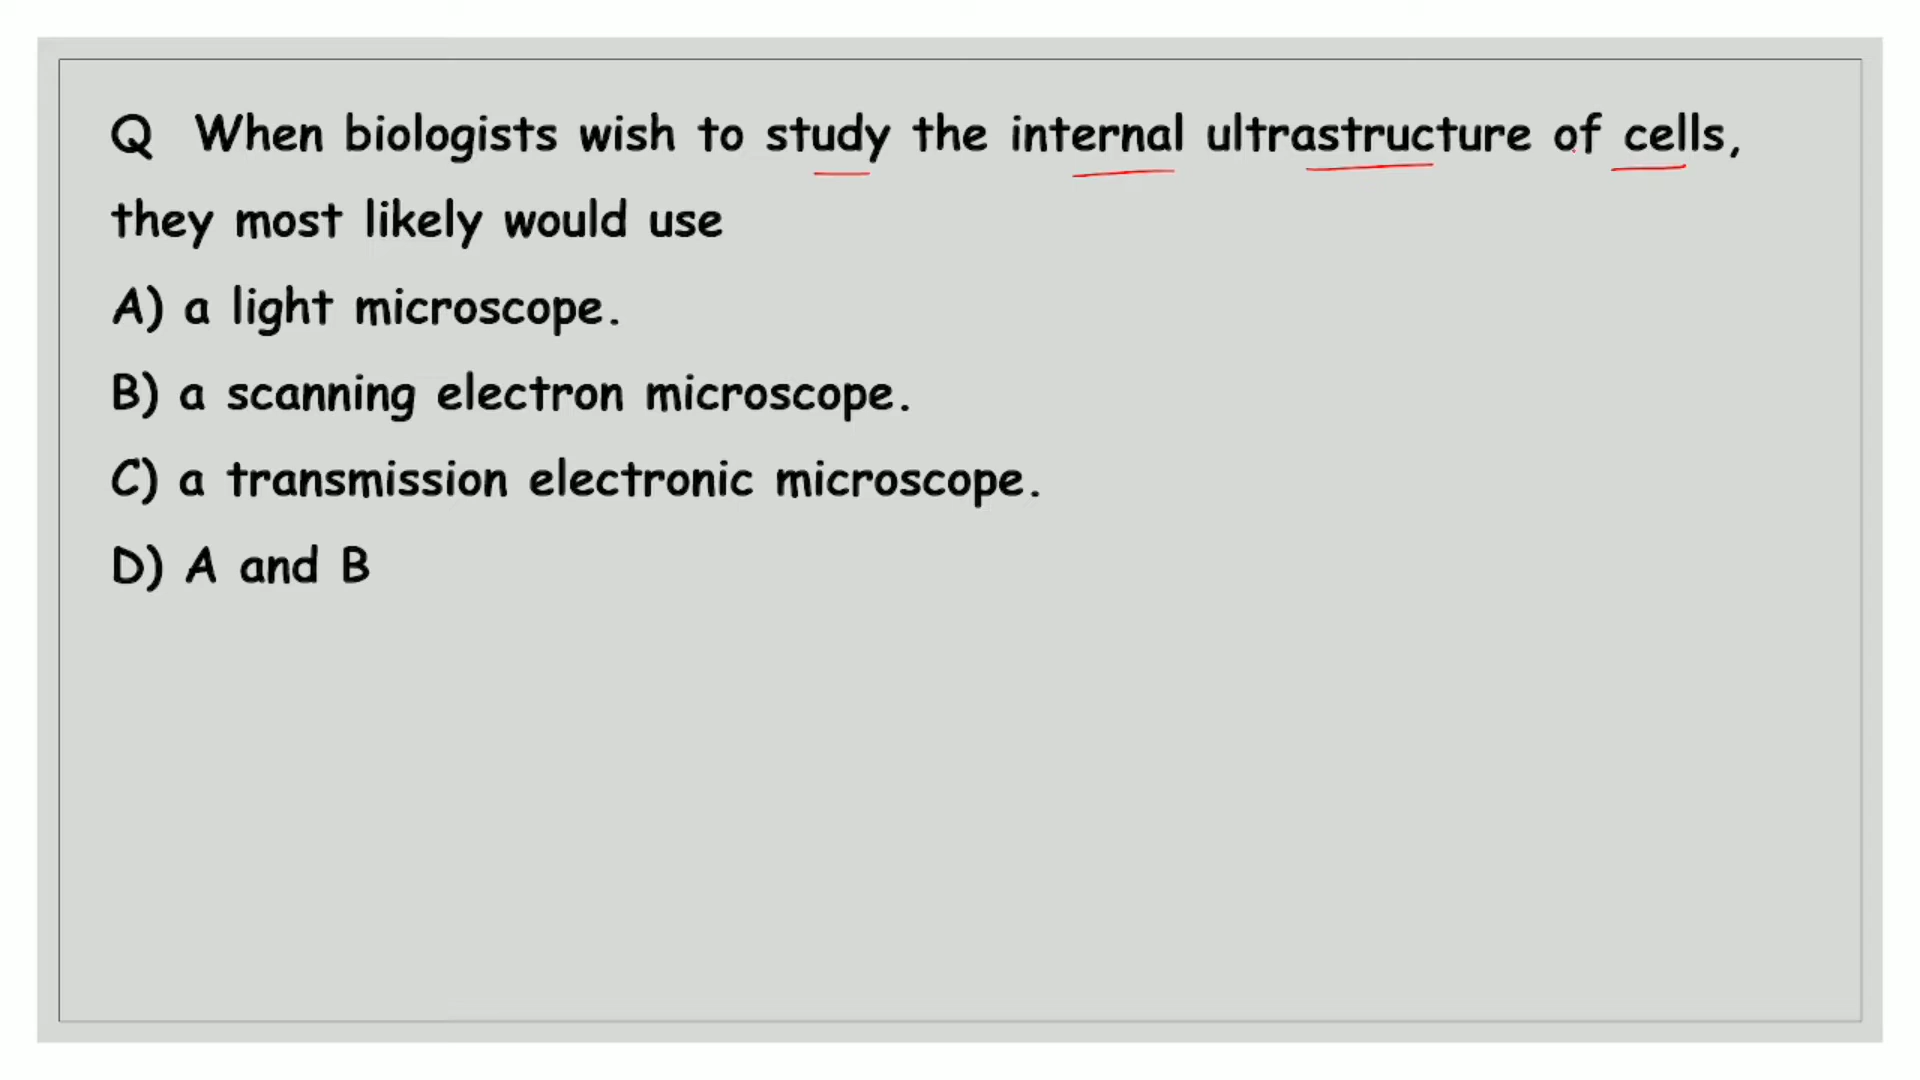 Q When biologists wish to study the internal ultrastructure of cells,
they most likely would use
A) a light microscope.
B) a scanning electron microscope.
C) a transmission electronic microscope.
D) A and B